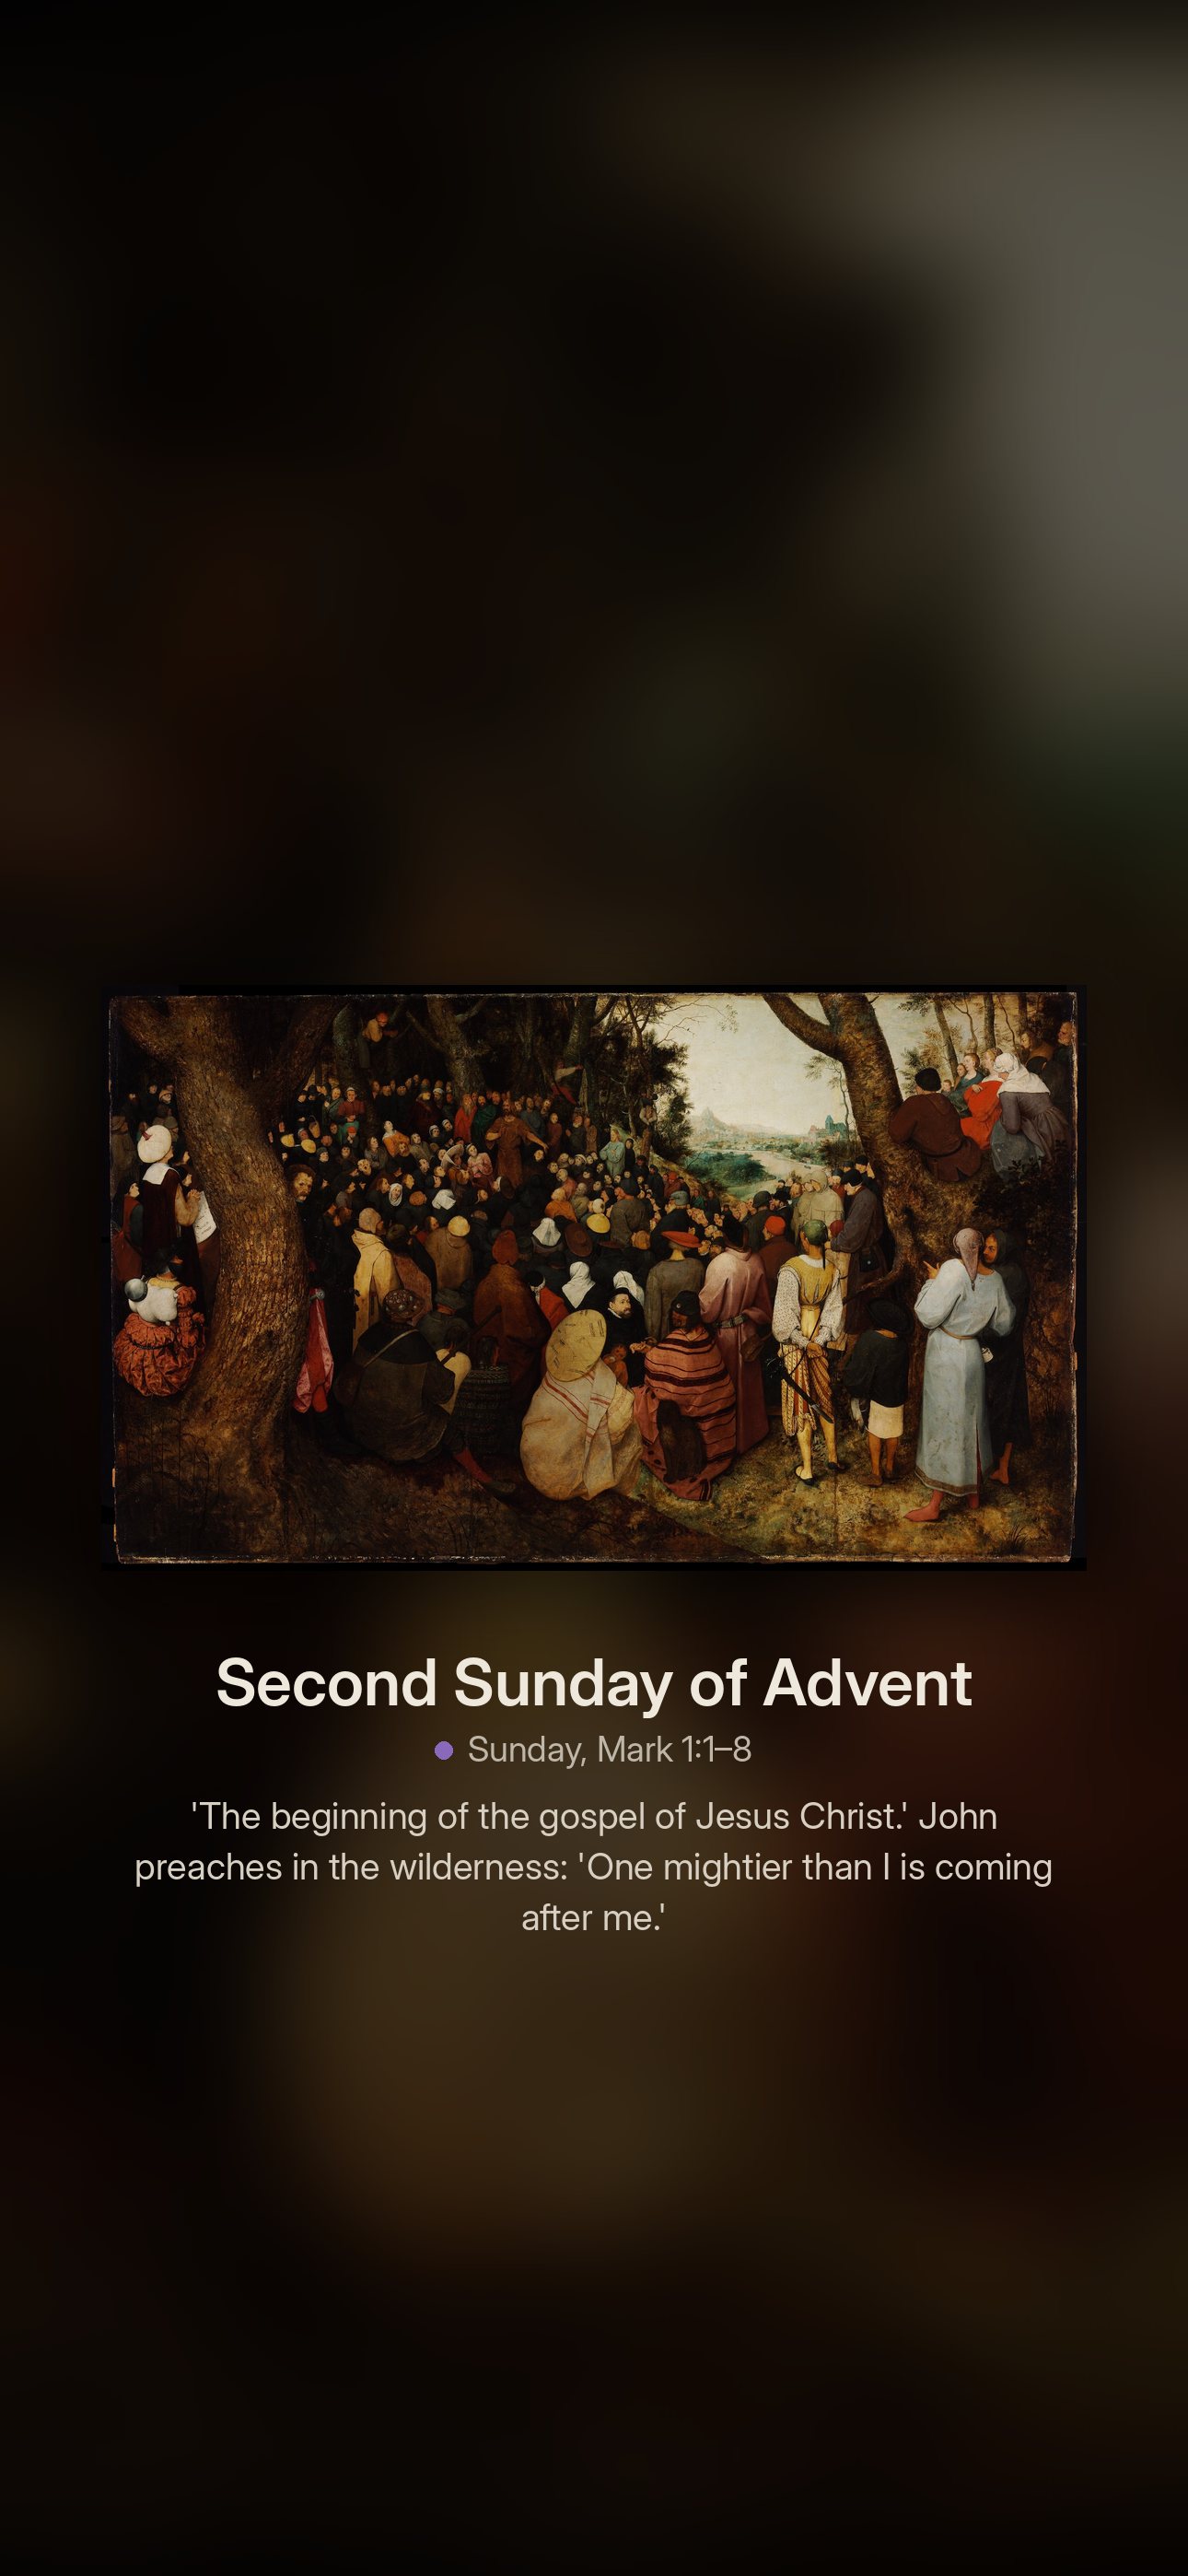 Second Sunday of Advent
Sunday, Mark 1:1–8
'The beginning of the gospel of Jesus Christ.' John
preaches in the wilderness: 'One mightier than I is coming
after me.'